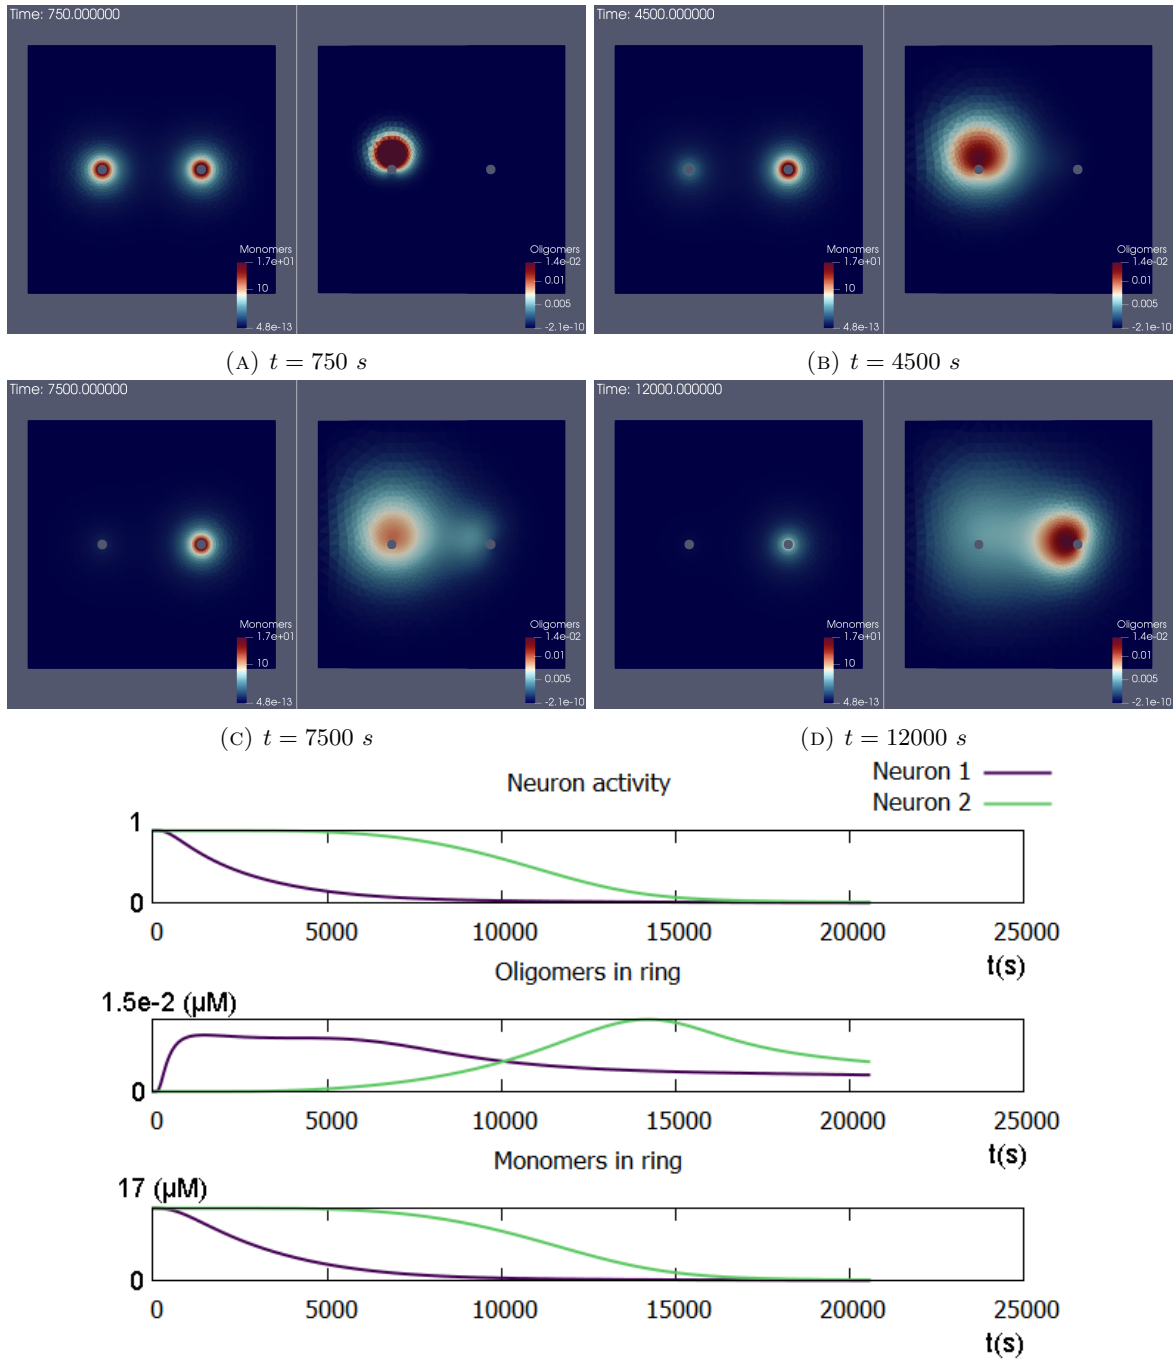 Time: 750.000000
Monomers
1.7e+01
10
4.8e-13
Oligomers
1.4e-02
0.01
0.005
-2.1e-10
(A) t = 750 s
Time: 4500.000000
Monomers
1.7e+01
10
4.8e-13
Oligomers
1.4e-02
0.01
0.005
-2.1e-10
(B) t = 4500 s
Time: 7500.000000
Monomers
1.7e+01
10
4.8e-13
Oligomers
1.4e-02
0.01
0.005
-2.1e-10
(C) t = 7500 s
Time: 12000.000000
Monomers
1.7e+01
10
4.8e-13
Oligomers
1.4e-02
0.01
0.005
-2.1e-10
(D) t = 12000 s
Neuron activity
Neuron 1
Neuron 2
1
0
0 5000 10000 15000 20000 25000
t(s)
Oligomers in ring
1.5e-2 (μM)
0
0 5000 10000 15000 20000 25000
t(s)
Monomers in ring
17 (μM)
0
0 5000 10000 15000 20000 25000
t(s)